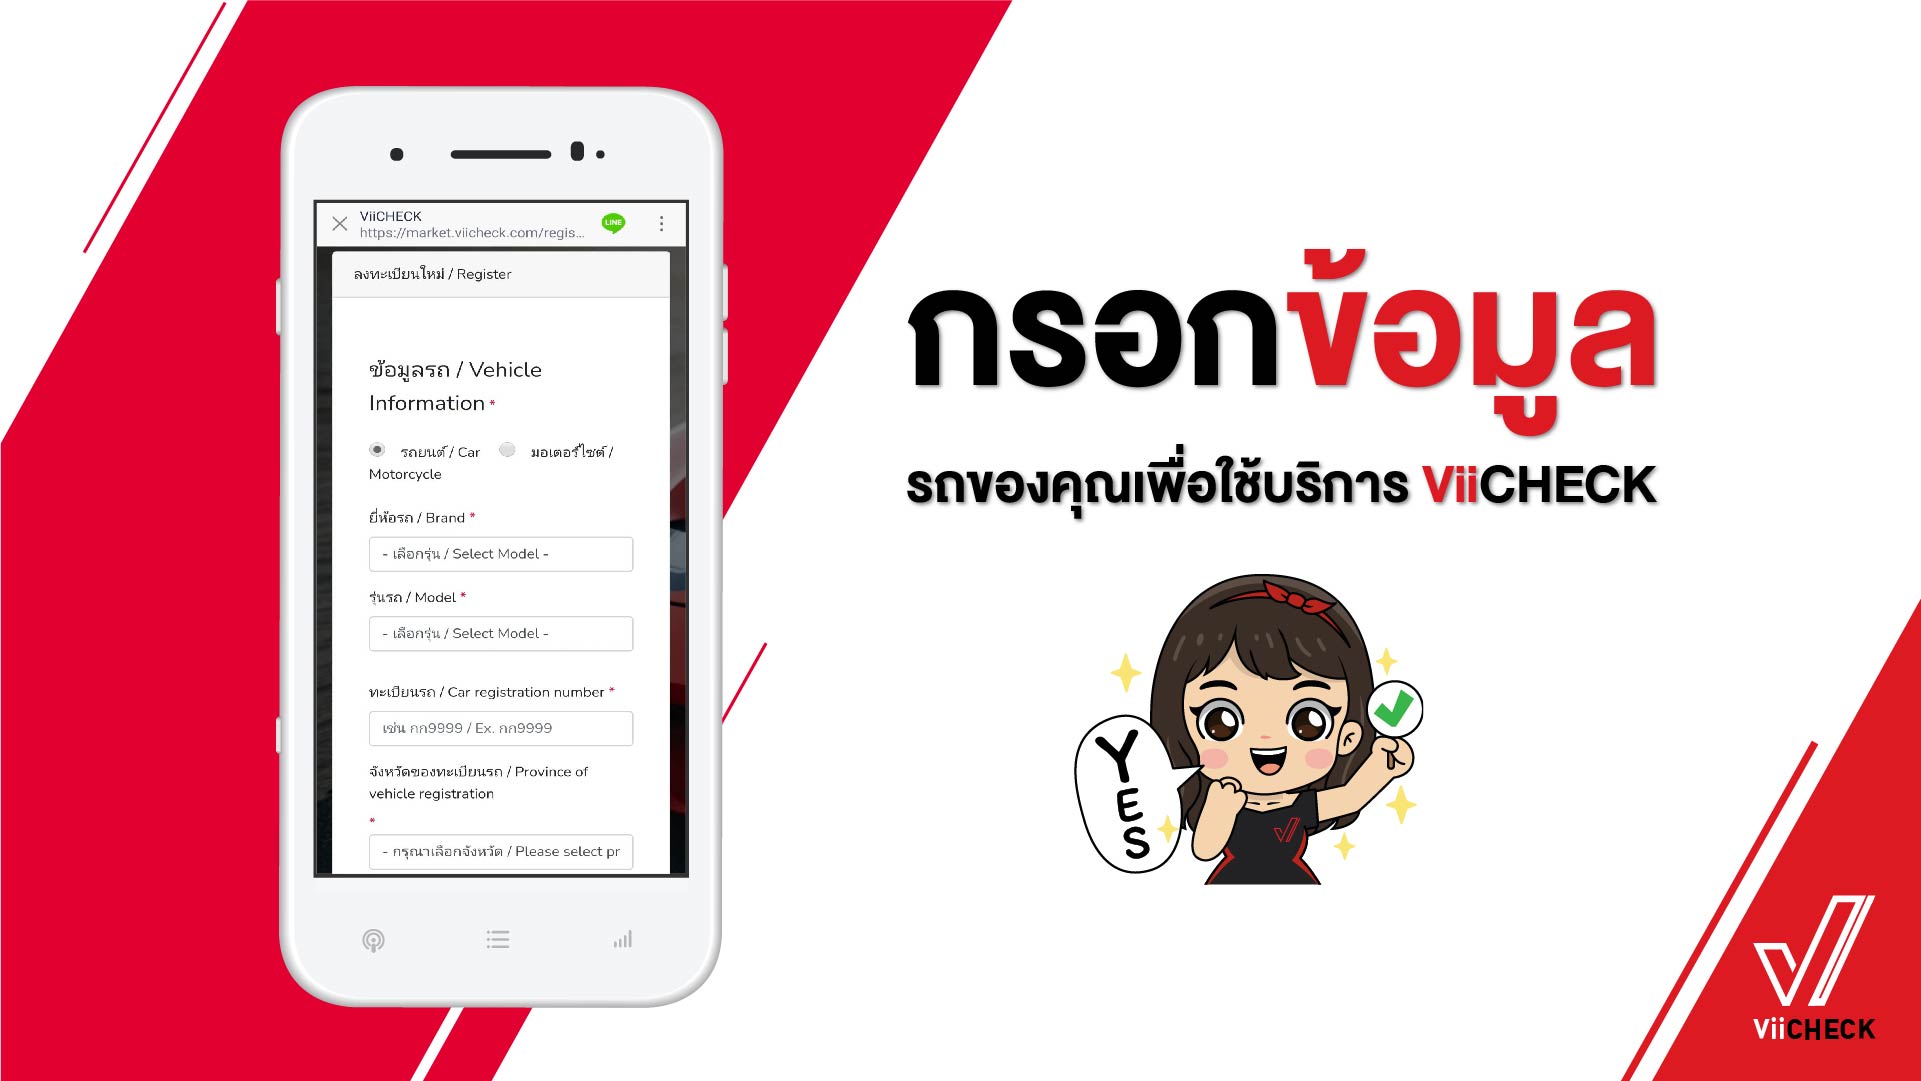 ViiCHECK
https://market.viicheck.com/regis...
LINE
ลงทะเบียนใหม่ / Register
ข้อมูลรถ / Vehicle
Information *
รถยนต์ / Car มอเตอร์ไซต์ /
Motorcycle
ยี่ห้อรถ / Brand *
- เลือกรุ่น / Select Model -
รุ่นรถ / Model *
- เลือกรุ่น / Select Model -
ทะเบียนรถ / Car registration number *
เช่น กก9999 / Ex. กก9999
จังหวัดของทะเบียนรถ / Province of
vehicle registration
*
- กรุณาเลือกจังหวัด / Please select pr
กรอกข้อมูล
รถของคุณเพื่อใช้บริการ ViiCHECK
YES
ViiCHECK